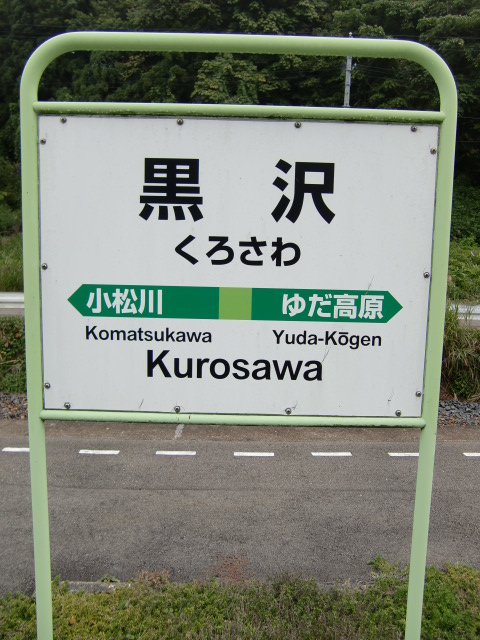 黒沢
くろさわ
小松川 ゆだ高原
Komatsukawa Yuda-Kōgen
Kurosawa